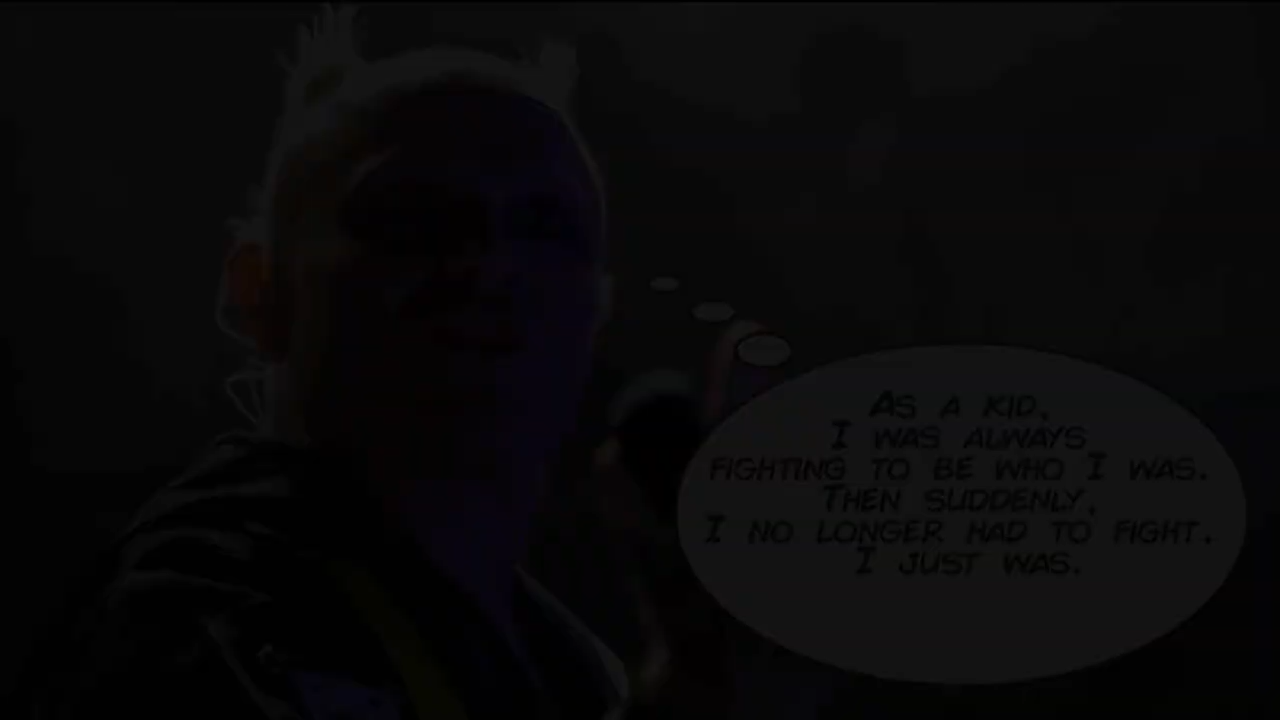 As a kid,
I was always
fighting to be who I was.
Then suddenly,
I no longer had to fight.
I just was.